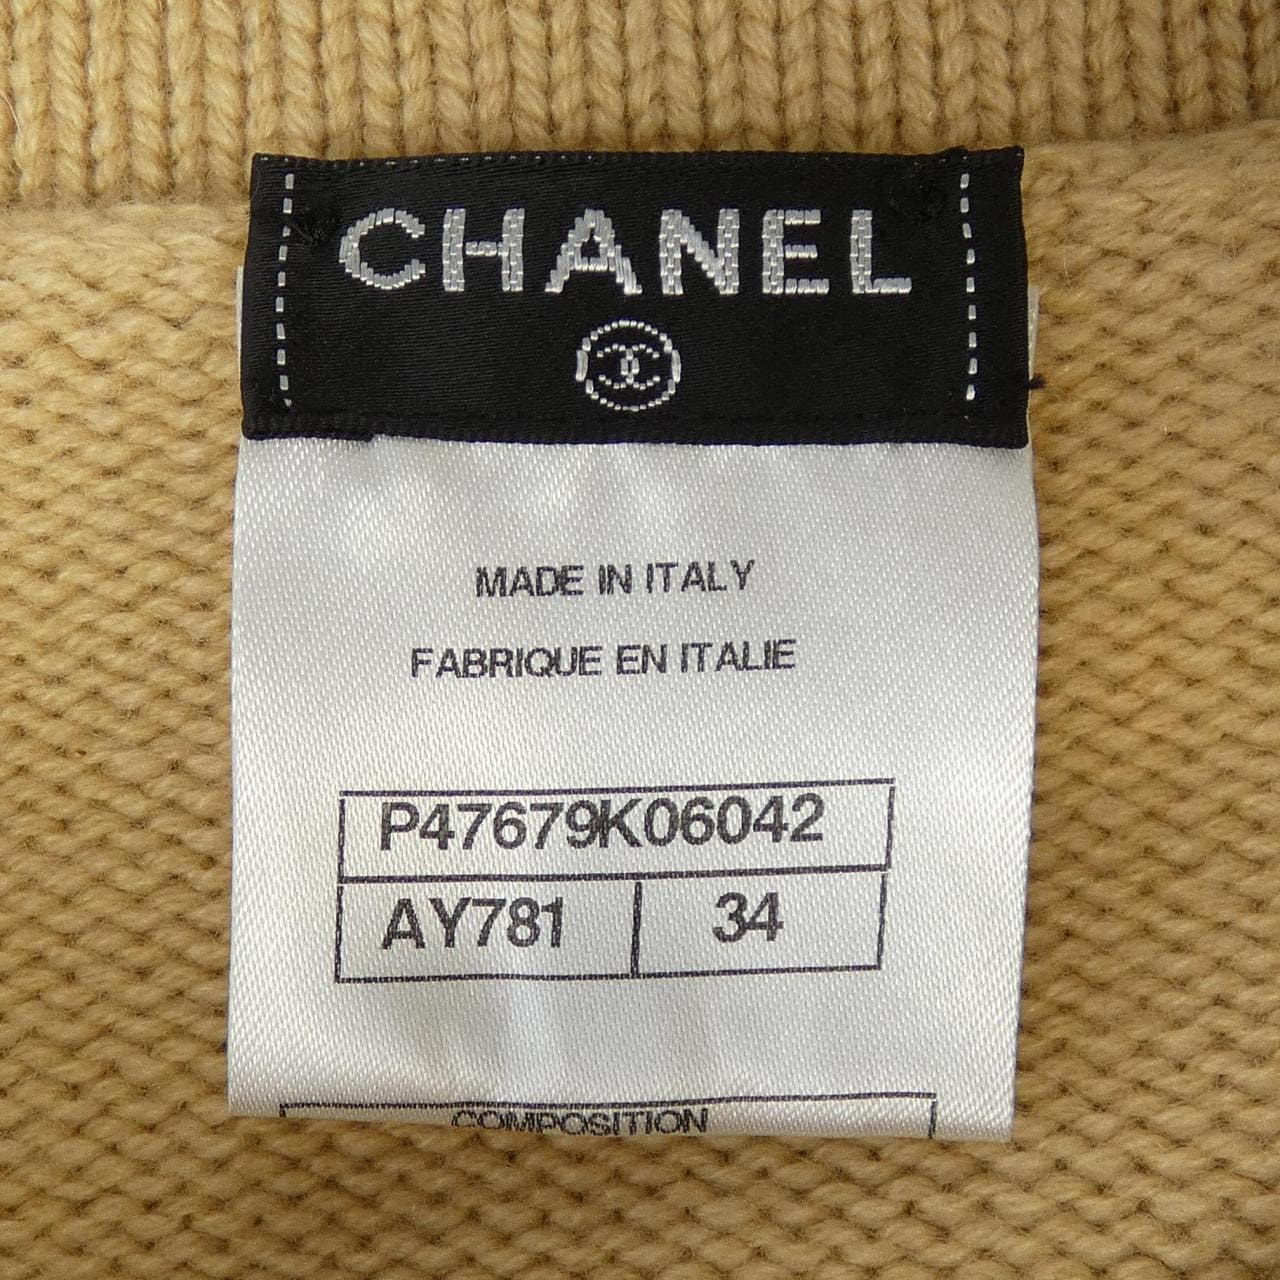 CHANEL
MADE IN ITALY
FABRIQUE EN ITALIE
P47679K06042
AY781 34
COMPOSITION